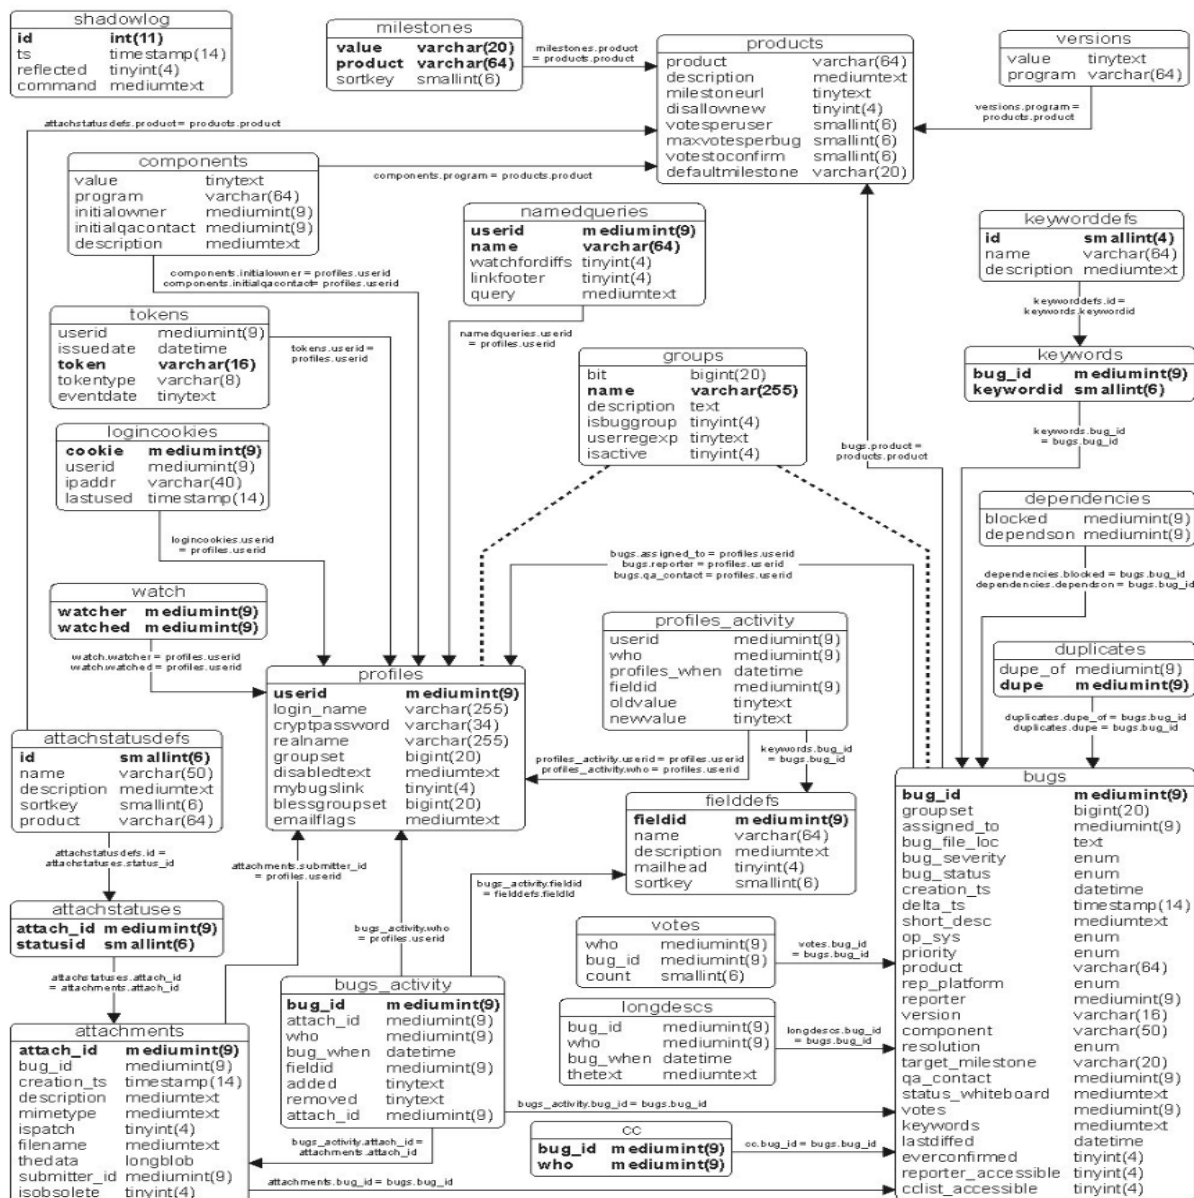 shadowlog
id int(11)
ts timestamp(14)
reflected tinyint(4)
command mediumtext
milestones
value varchar(20)
product varchar(64)
sortkey smallint(6)
milestones.product
= products.product
products
product varchar(64)
description mediumtext
milestoneurl tinytext
disallownew tinyint(4)
votesperuser smallint(6)
maxvotesperbug smallint(6)
votestoconfirm smallint(6)
defaultmilestone varchar(20)
versions
value tinytext
program varchar(64)
versions.program =
products.product
attachstatusdefs.product = products.product
components
value tinytext
program varchar(64)
initialowner mediumint(9)
initialqacontact mediumint(9)
description mediumtext
components.program = products.product
components.initialowner = profiles.userid
components.initialqacontact= profiles.userid
namedqueries
userid mediumint(9)
name varchar(64)
watchfordiffs tinyint(4)
linkfooter tinyint(4)
query mediumtext
namedqueries.userid
= profiles.userid
keyworddefs
id smallint(4)
name varchar(64)
description mediumtext
keyworddefs.id=
keywords.keywordid
tokens
userid mediumint(9)
issuedate datetime
token varchar(16)
tokentype varchar(8)
eventdate tinytext
tokens.userid =
profiles.userid
groups
bit bigint(20)
name varchar(255)
description text
isbuggroup tinyint(4)
userregexp tinytext
isactive tinyint(4)
keywords
bug_id mediumint(9)
keywordid smallint(6)
keywords.bug_id
= bugs.bug_id
bugs.product =
products.product
logincookies
cookie mediumint(9)
userid mediumint(9)
ipaddr varchar(40)
lastused timestamp(14)
logincookies.userid
= profiles.userid
dependencies
blocked mediumint(9)
dependson mediumint(9)
dependencies.blocked = bugs.bug_id
dependencies.dependson = bugs.bug_id
bugs.assigned_to = profiles.userid
bugs.reporter = profiles.userid
bugs.qa_contact = profiles.userid
watch
watcher mediumint(9)
watched mediumint(9)
watch.watcher = profiles.userid
watch.watched = profiles.userid
profiles_activity
userid mediumint(9)
who mediumint(9)
profiles_when datetime
fieldid mediumint(9)
oldvalue tinytext
newvalue tinytext
profiles_activity.userid = profiles.userid
profiles_activity.who = profiles.userid
keywords.bug_id
= bugs.bug_id
duplicates
dupe_of mediumint(9)
dupe mediumint(9)
duplicates.dupe_of = bugs.bug_id
duplicates.dupe = bugs.bug_id
profiles
userid mediumint(9)
login_name varchar(255)
cryptpassword varchar(34)
realname varchar(255)
groupset bigint(20)
disabledtext mediumtext
mybugslink tinyint(4)
blessgroupset bigint(20)
emailflags mediumtext
attachstatusdefs
id smallint(6)
name varchar(50)
description mediumtext
sortkey smallint(6)
product varchar(64)
attachstatusdefs.id =
attachstatuses.status_id
attachments.submitter_id
= profiles.userid
fielddefs
fieldid mediumint(9)
name varchar(64)
description mediumtext
mailhead tinyint(4)
sortkey smallint(6)
bugs_activity.fieldid
= fielddefs.fieldid
bugs_activity.who
= profiles.userid
bugs
bug_id mediumint(9)
groupset bigint(20)
assigned_to mediumint(9)
bug_file_loc text
bug_severity enum
bug_status enum
creation_ts datetime
delta_ts timestamp(14)
short_desc mediumtext
op_sys enum
priority enum
product varchar(64)
rep_platform enum
reporter mediumint(9)
version varchar(16)
component varchar(50)
resolution enum
target_milestone varchar(20)
qa_contact mediumint(9)
status_whiteboard mediumtext
votes mediumint(9)
keywords mediumtext
lastdiffed datetime
everconfirmed tinyint(4)
reporter_accessible tinyint(4)
cclist_accessible tinyint(4)
attachstatuses
attach_id mediumint(9)
statusid smallint(6)
attachstatuses.attach_id
= attachments.attach_id
votes
who mediumint(9)
bug_id mediumint(9)
count smallint(6)
votes.bug_id
= bugs.bug_id
bugs_activity
bug_id mediumint(9)
attach_id mediumint(9)
who mediumint(9)
bug_when datetime
fieldid mediumint(9)
added tinytext
removed tinytext
attach_id mediumint(9)
longdescs
bug_id mediumint(9)
who mediumint(9)
bug_when datetime
thetext mediumtext
longdescs.bug_id
= bugs.bug_id
attachments
attach_id mediumint(9)
bug_id mediumint(9)
creation_ts timestamp(14)
description mediumtext
mimetype mediumtext
ispatch tinyint(4)
filename mediumtext
thedata longblob
submitter_id mediumint(9)
isobsolete tinyint(4)
bugs_activity.bug_id = bugs.bug_id
cc
bug_id mediumint(9)
who mediumint(9)
cc.bug_id = bugs.bug_id
bugs_activity.attach_id =
attachments.attach_id
attachments.bug_id = bugs.bug_id